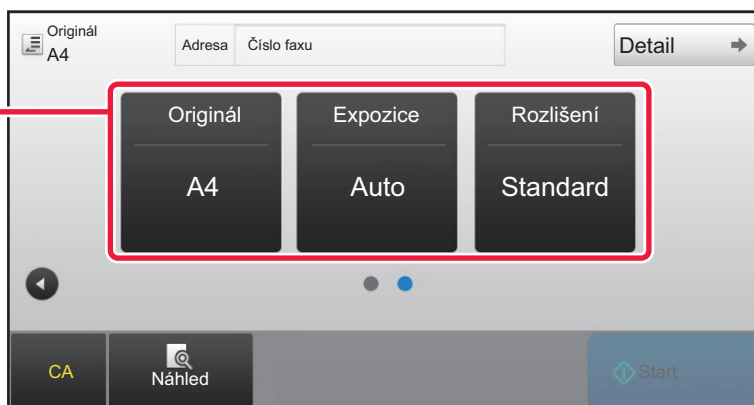 Originál
A4
Adresa Číslo faxu
Detail
Originál Expozice Rozlišení
A4 Auto Standard
CA Náhled Start